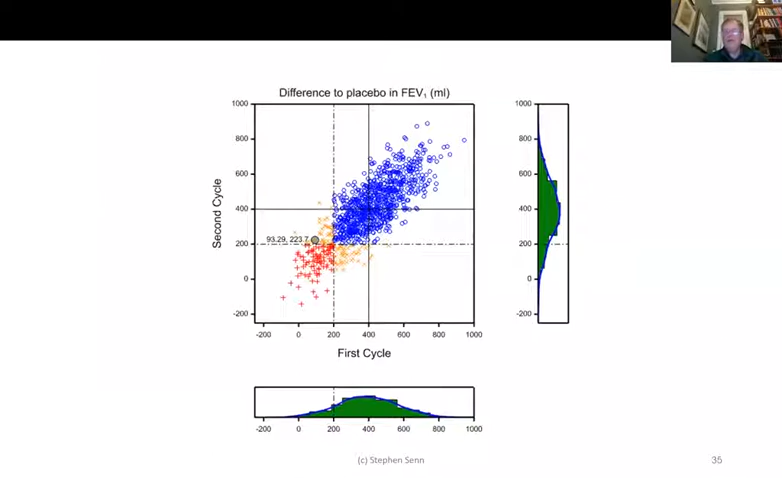 Difference to placebo in FEV₁ (ml)
1000
800
600
400
200
0
-200
Second Cycle
93.29, 223.7
-200 0 200 400 600 800 1000
First Cycle
1000
800
600
400
200
0
-200
-200 0 200 400 600 800 1000
(c) Stephen Senn
35